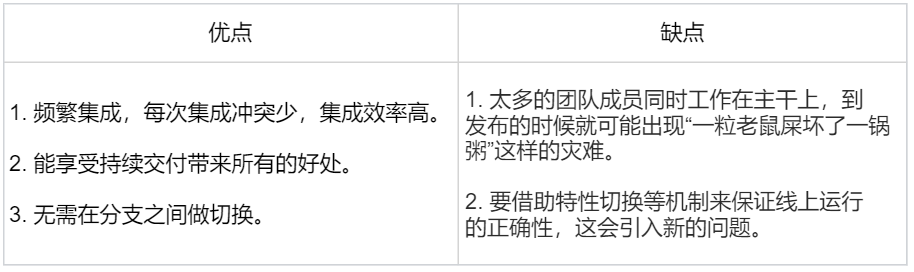 优点
缺点
1. 频繁集成，每次集成冲突少，集成效率高。
2. 能享受持续交付带来所有的好处。
3. 无需在分支之间做切换。
1. 太多的团队成员同时工作在主干上，到
发布的时候就可能出现“一粒老鼠屎坏了一锅
粥”这样的灾难。
2. 要借助特性切换等机制来保证线上运行
的正确性，这会引入新的问题。